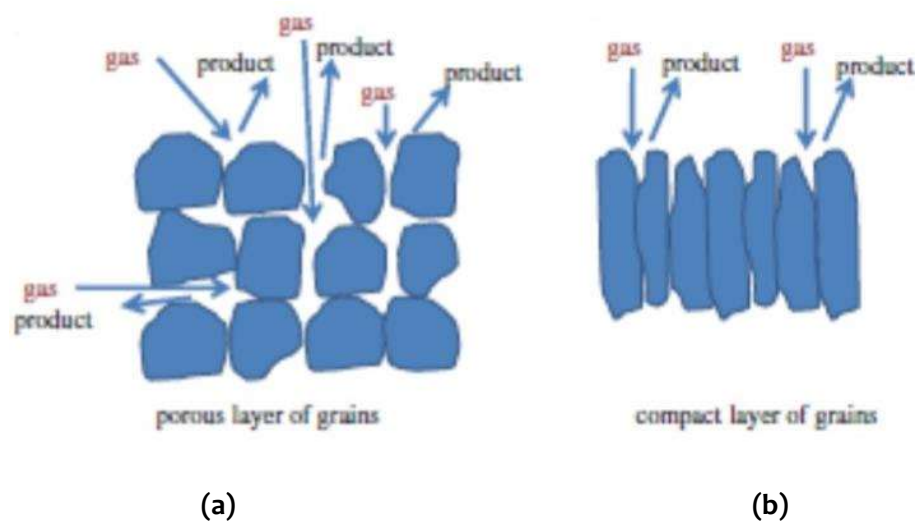 gas
product
gas
product
gas
product
gas
product
porous layer of grains
(a)
gas
product
gas
product
compact layer of grains
(b)